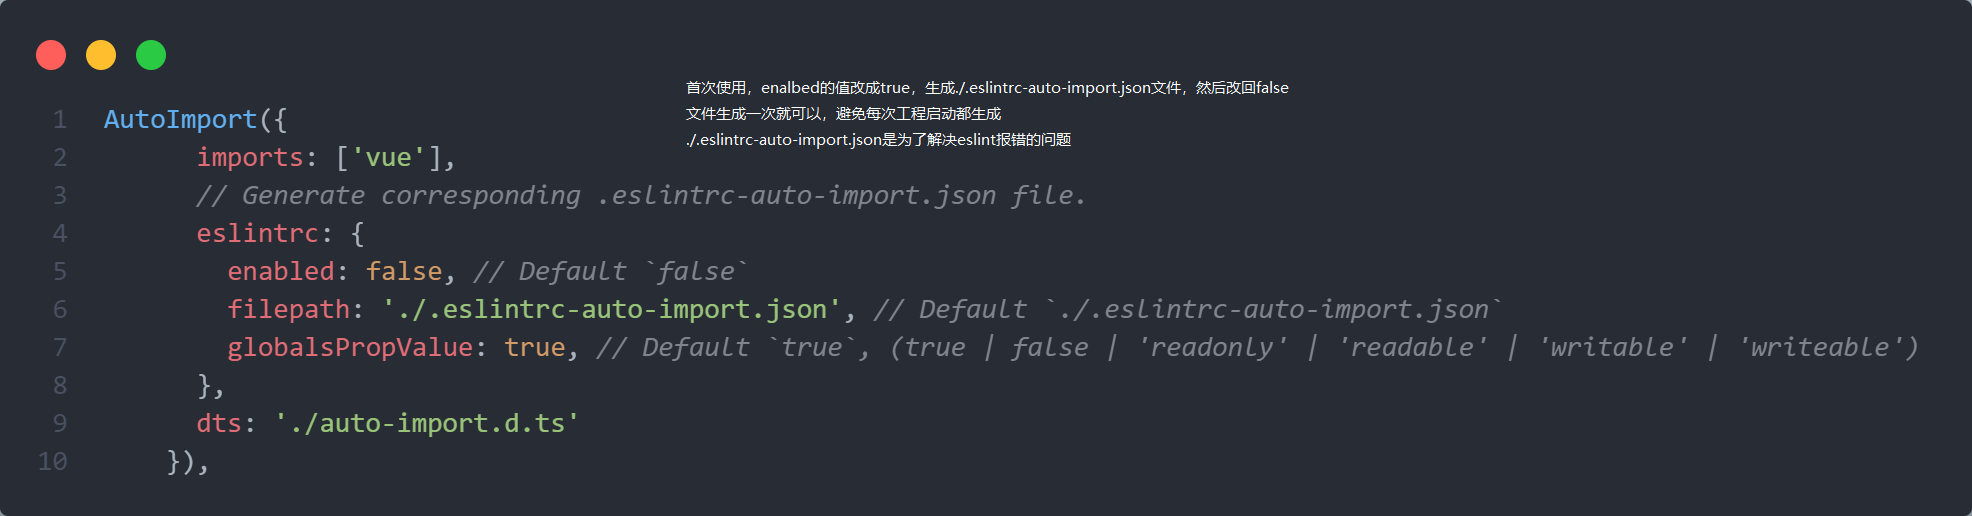 首次使用，enalbed的值改成true，生成./.eslintrc-auto-import.json文件，然后改回false
文件生成一次就可以，避免每次工程启动都生成
./.eslintrc-auto-import.json是为了解决eslint报错的问题
1 AutoImport({
2 imports: ['vue'],
3 // Generate corresponding .eslintrc-auto-import.json file.
4 eslintrc: {
5 enabled: false, // Default `false`
6 filepath: './.eslintrc-auto-import.json', // Default `./.eslintrc-auto-import.json`
7 globalsPropValue: true, // Default `true`, (true | false | 'readonly' | 'readable' | 'writable' | 'writeable')
8 },
9 dts: './auto-import.d.ts'
10 }),